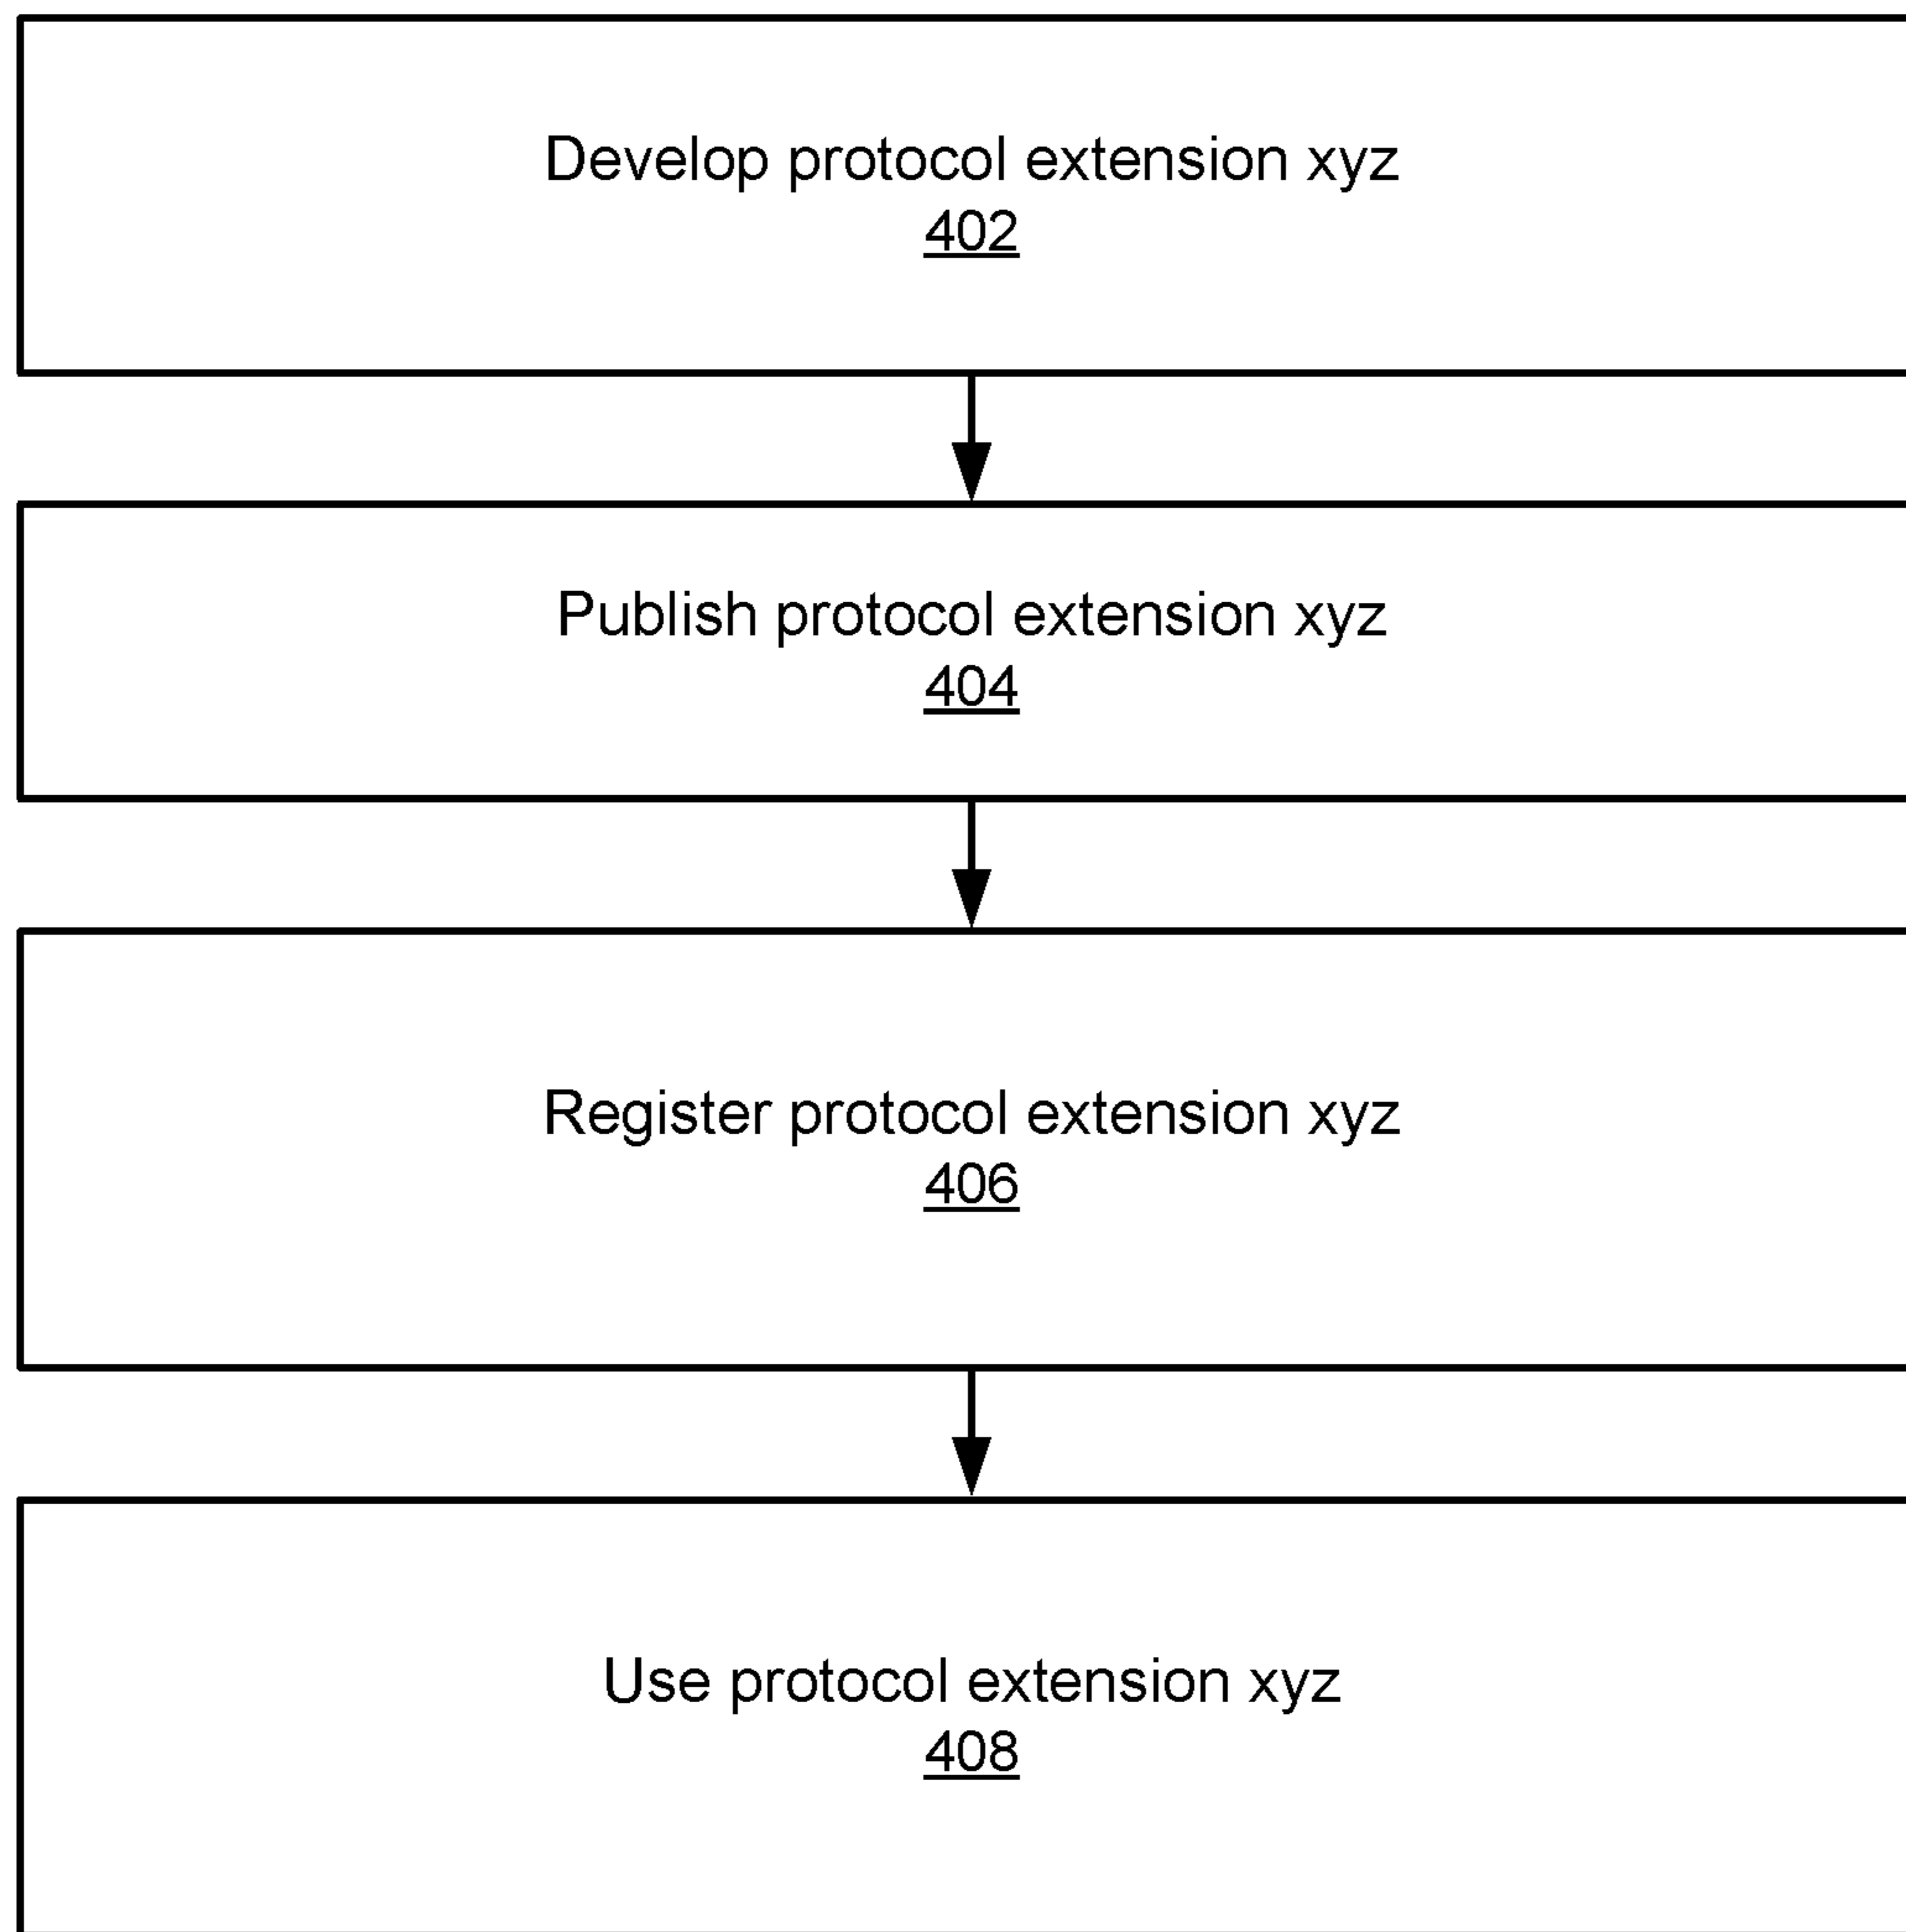 Develop protocol extension xyz
402
Publish protocol extension xyz
404
Register protocol extension xyz
406
Use protocol extension xyz
408